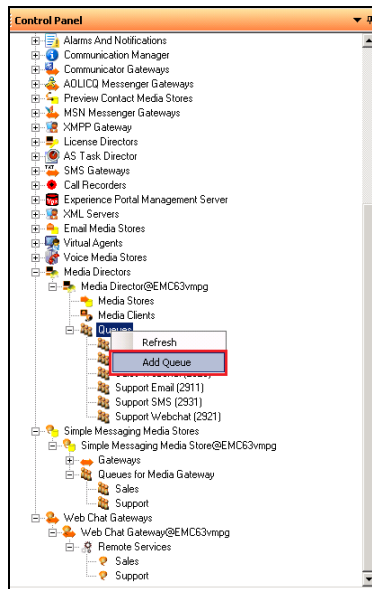 Control Panel
Alarms And Notifications
Communication Manager
Communicator Gateways
AOLICQ Messenger Gateways
Preview Contact Media Stores
MSN Messenger Gateways
XMPP Gateway
License Directors
AS Task Director
SMS Gateways
Call Recorders
Experience Portal Management Server
XML Servers
Email Media Stores
Virtual Agents
Voice Media Stores
Media Directors
Media Director@EMC63vmpg
Media Stores
Media Clients
Queues
Refresh
Add Queue
Support Email (2911)
Support SMS (2931)
Support Webchat (2921)
Simple Messaging Media Stores
Simple Messaging Media Store@EMC63vmpg
Gateways
Queues for Media Gateway
Sales
Support
Web Chat Gateways
Web Chat Gateway@EMC63vmpg
Remote Services
Sales
Support